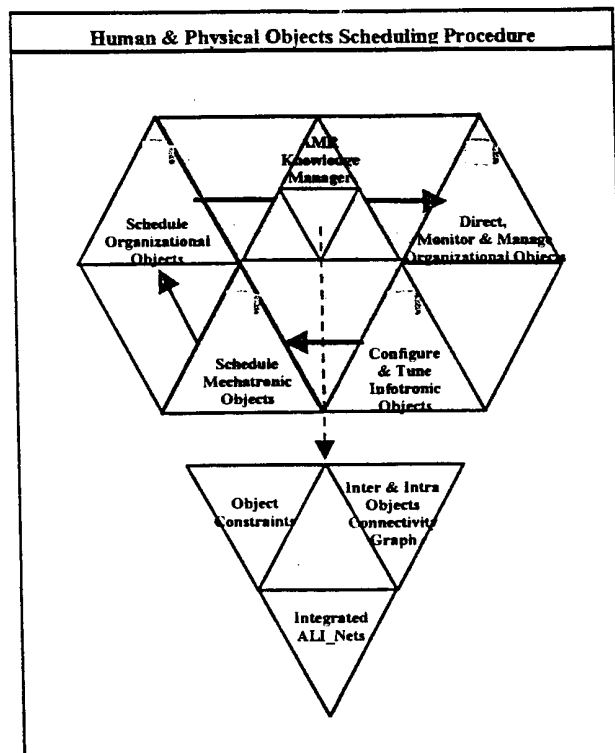 Human & Physical Objects Scheduling Procedure
AMR
Knowledge
Manager
Schedule
Organizational
Objects
Direct,
Monitor & Manage
Organizational Objects
Schedule
Mechatronic
Objects
Configure
& Tune
Infotronic
Objects
Object
Constraints
Inter & Intra
Objects
Connectivity
Graph
Integrated
ALI_Nets